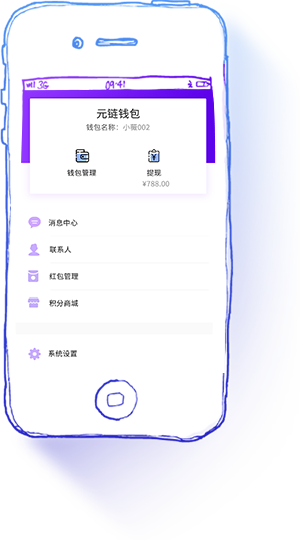 3G 09:41
元链钱包
钱包名称：小薇002
钱包管理 提现
¥788.00
消息中心
联系人
红包管理
积分商城
系统设置